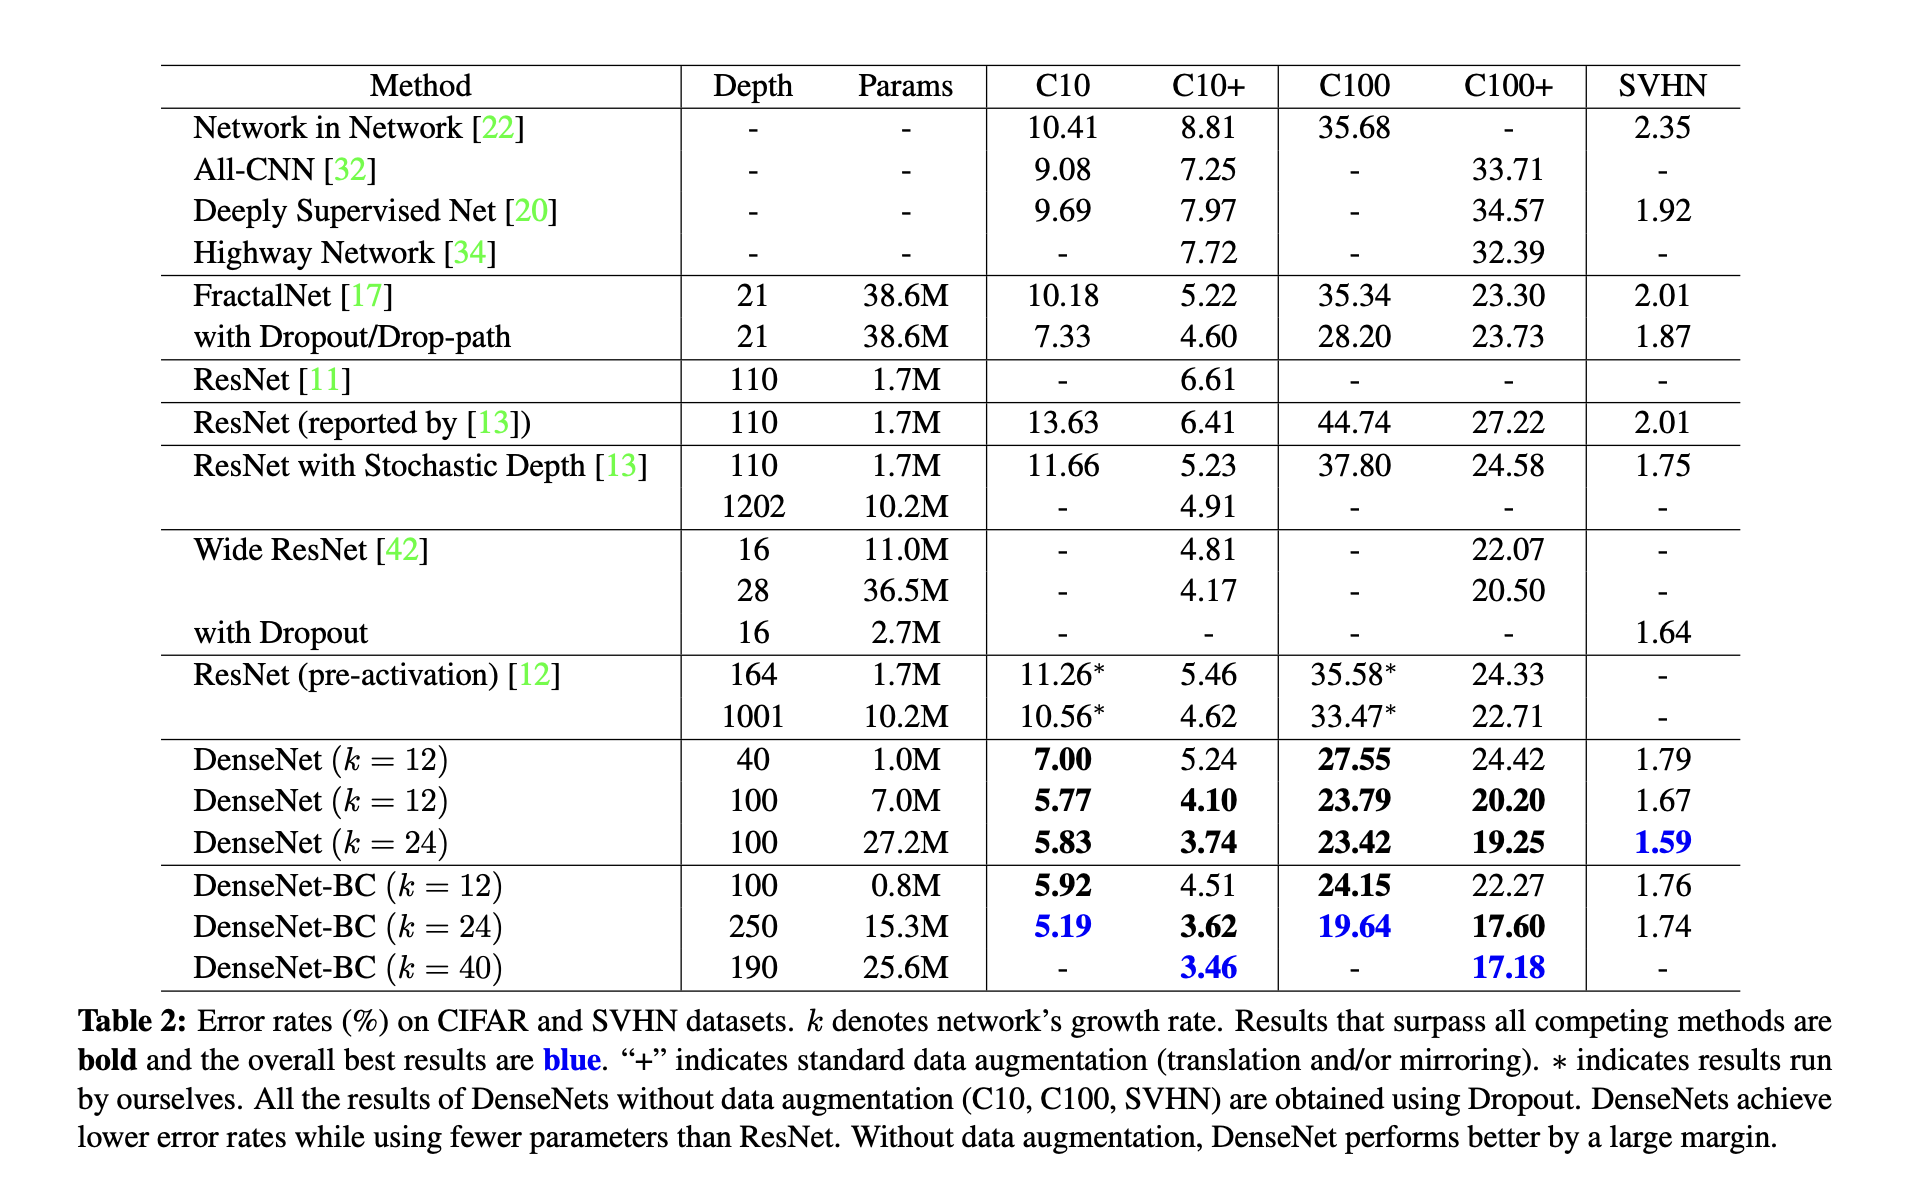 Method Depth Params C10 C10+ C100 C100+ SVHN
Network in Network [22] - - 10.41 8.81 35.68 - 2.35
All-CNN [32] - - 9.08 7.25 - 33.71 -
Deeply Supervised Net [20] - - 9.69 7.97 - 34.57 1.92
Highway Network [34] - - - 7.72 - 32.39 -
FractalNet [17] 21 38.6M 10.18 5.22 35.34 23.30 2.01
with Dropout/Drop-path 21 38.6M 7.33 4.60 28.20 23.73 1.87
ResNet [11] 110 1.7M - 6.61 - - -
ResNet (reported by [13]) 110 1.7M 13.63 6.41 44.74 27.22 2.01
ResNet with Stochastic Depth [13] 110 1.7M 11.66 5.23 37.80 24.58 1.75
1202 10.2M - 4.91 - - -
Wide ResNet [42] 16 11.0M - 4.81 - 22.07 -
28 36.5M - 4.17 - 20.50 -
with Dropout 16 2.7M - - - - 1.64
ResNet (pre-activation) [12] 164 1.7M 11.26* 5.46 35.58* 24.33 -
1001 10.2M 10.56* 4.62 33.47* 22.71 -
DenseNet (k = 12) 40 1.0M 7.00 5.24 27.55 24.42 1.79
DenseNet (k = 12) 100 7.0M 5.77 4.10 23.79 20.20 1.67
DenseNet (k = 24) 100 27.2M 5.83 3.74 23.42 19.25 1.59
DenseNet-BC (k = 12) 100 0.8M 5.92 4.51 24.15 22.27 1.76
DenseNet-BC (k = 24) 250 15.3M 5.19 3.62 19.64 17.60 1.74
DenseNet-BC (k = 40) 190 25.6M - 3.46 - 17.18 -
Table 2: Error rates (%) on CIFAR and SVHN datasets. k denotes network's growth rate. Results that surpass all competing methods are
bold and the overall best results are blue. “+” indicates standard data augmentation (translation and/or mirroring). * indicates results run
by ourselves. All the results of DenseNets without data augmentation (C10, C100, SVHN) are obtained using Dropout. DenseNets achieve
lower error rates while using fewer parameters than ResNet. Without data augmentation, DenseNet performs better by a large margin.